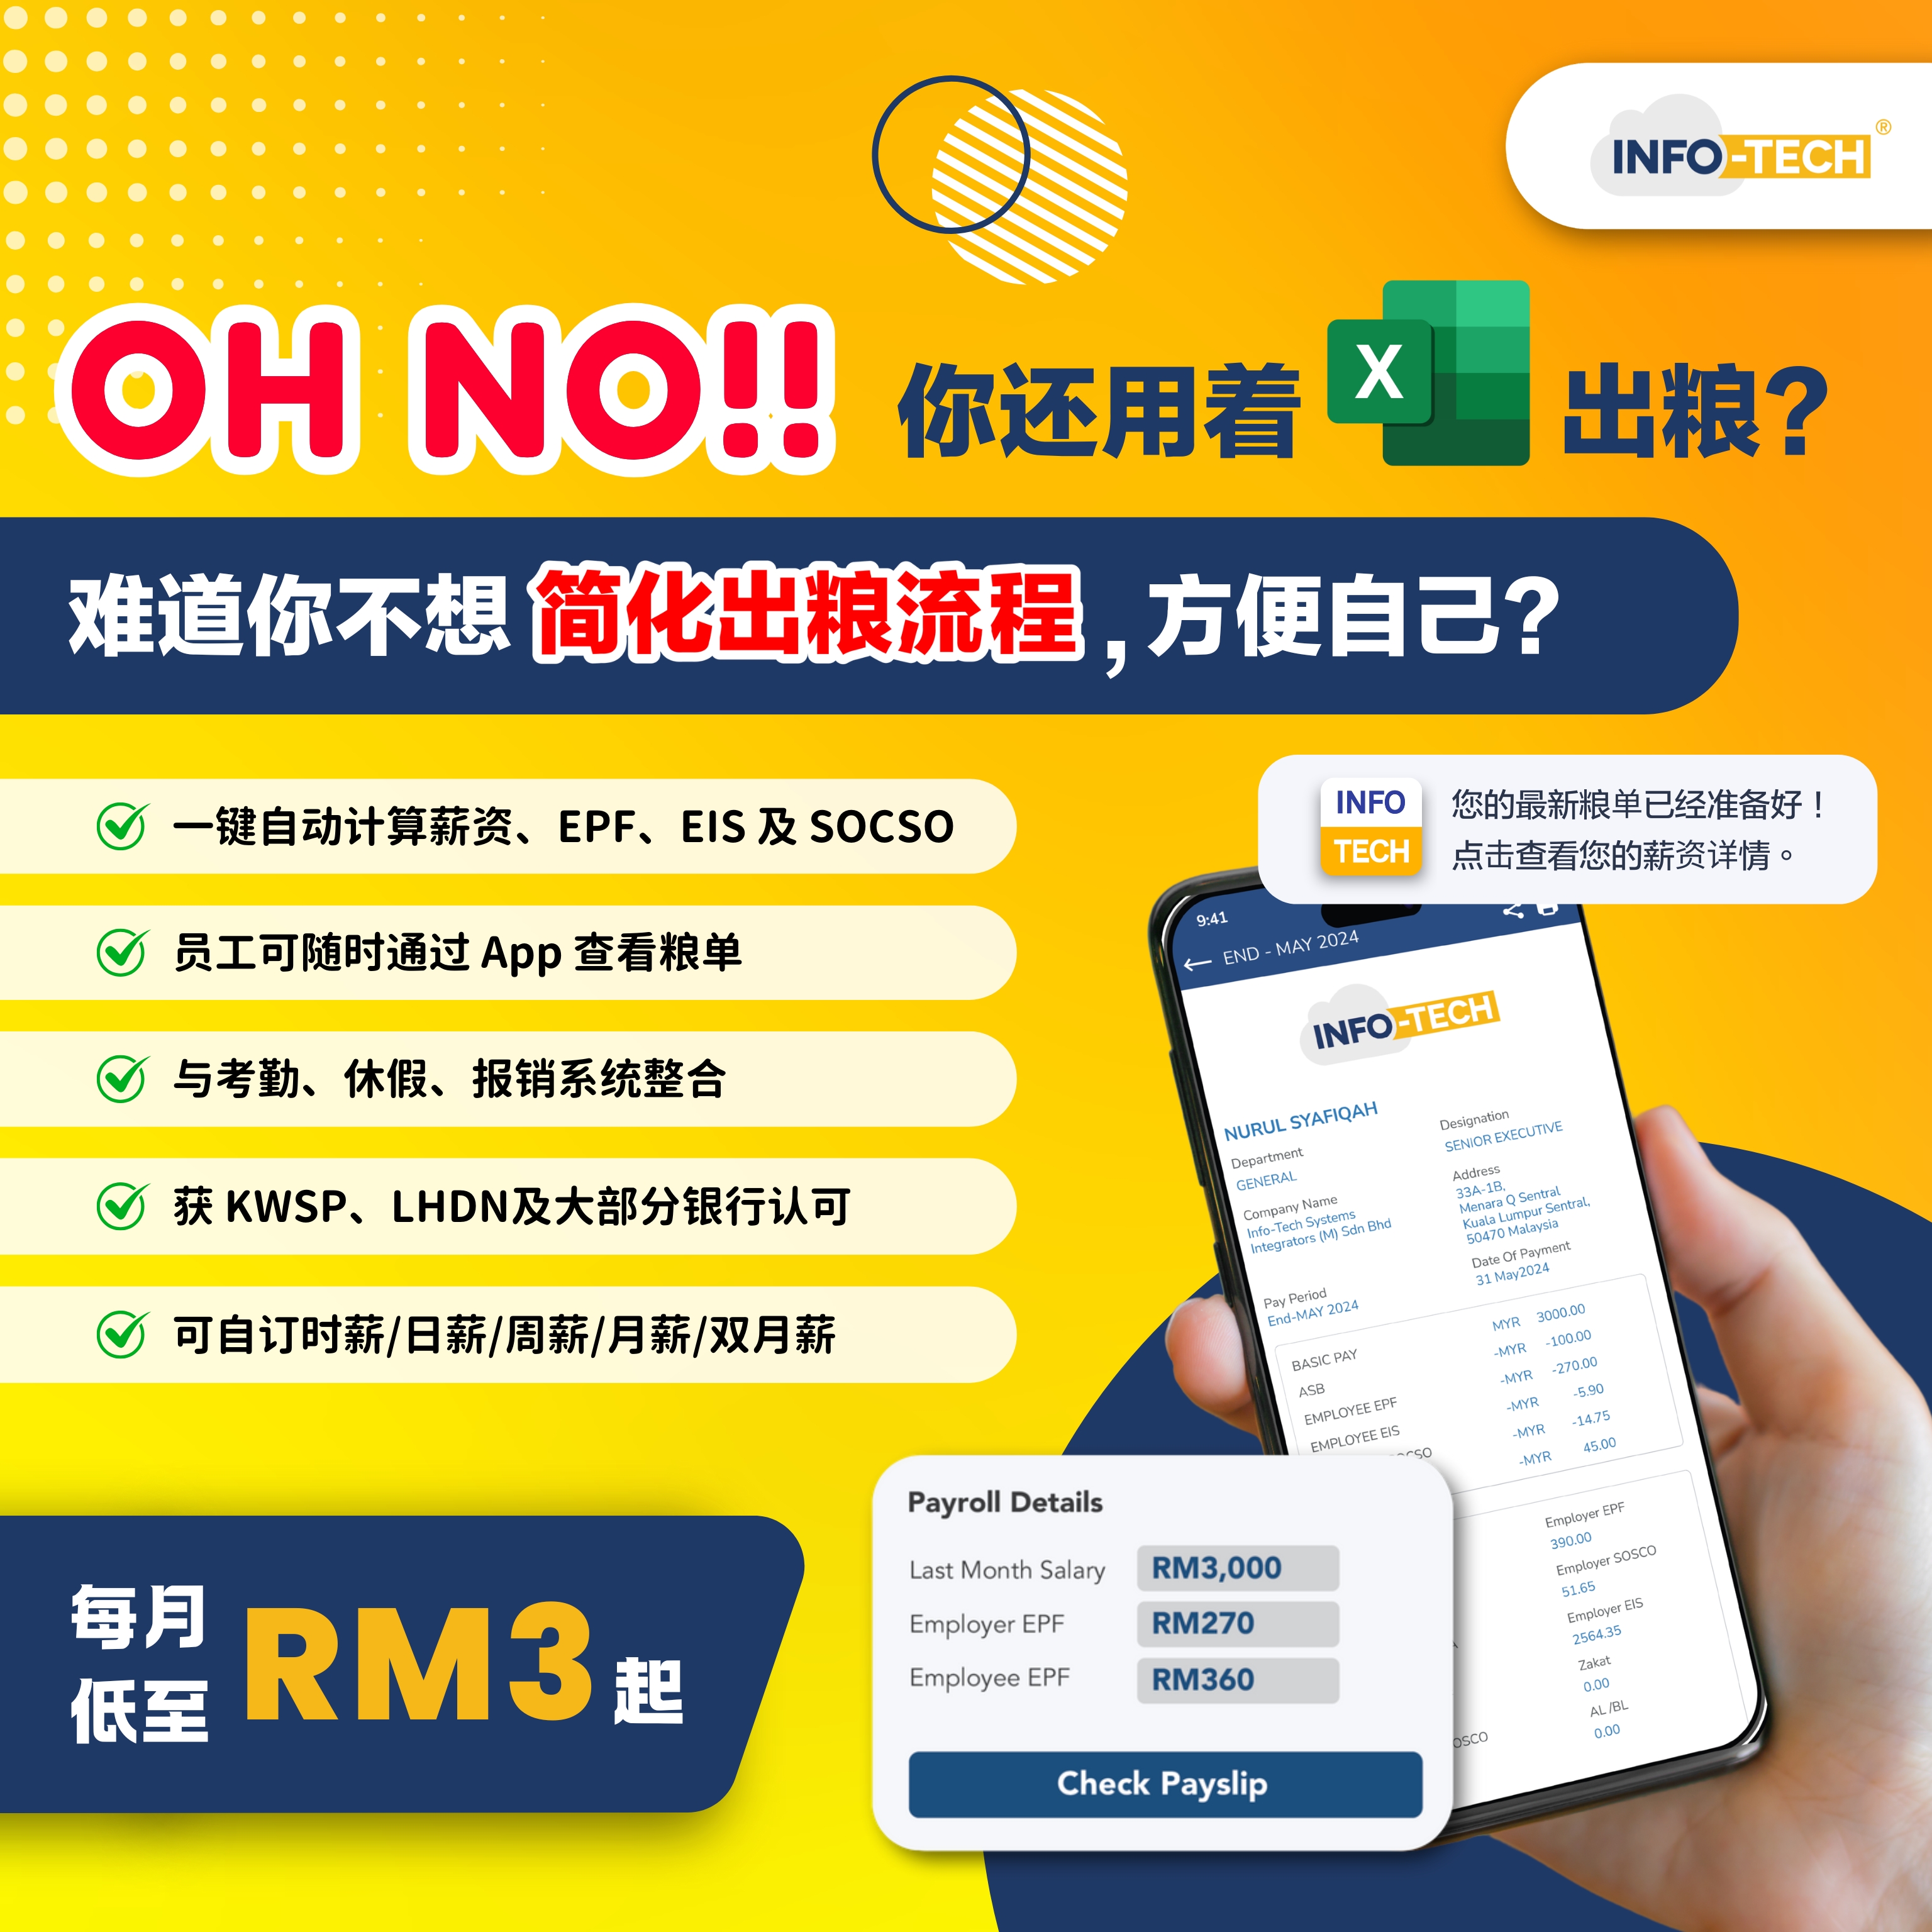 INFO-TECH®
OH NO!! 你还用着 X 出粮?
难道你不想 简化出粮流程, 方便自己?
一键自动计算薪资、EPF、EIS 及 SOCSO
员工可随时通过 App 查看粮单
与考勤、休假、报销系统整合
获 KWSP、LHDN及大部分银行认可
可自订时薪/日薪/周薪/月薪/双月薪
每月
低至 RM3 起
INFO
TECH
您的最新粮单已经准备好！
点击查看您的薪资详情。
9:41
← END - MAY 2024
INFO-TECH
NURUL SYAFIQAH
Department
GENERAL
Company Name
Info-Tech Systems
Integrators (M) Sdn Bhd
Pay Period
End-MAY 2024
Designation
SENIOR EXECUTIVE
Address
33A-1B,
Menara Q Sentral
Kuala Lumpur Sentral,
50470 Malaysia
Date Of Payment
31 May2024
BASIC PAY MYR 3000.00
ASB -MYR -100.00
EMPLOYEE EPF -MYR -270.00
EMPLOYEE EIS -MYR -5.90
-MYR -14.75
-MYR 45.00
Employer EPF
390.00
Employer SOSCO
51.65
Employer EIS
2564.35
Zakat
0.00
AL /BL
0.00
Payroll Details
Last Month Salary RM3,000
Employer EPF RM270
Employee EPF RM360
Check Payslip